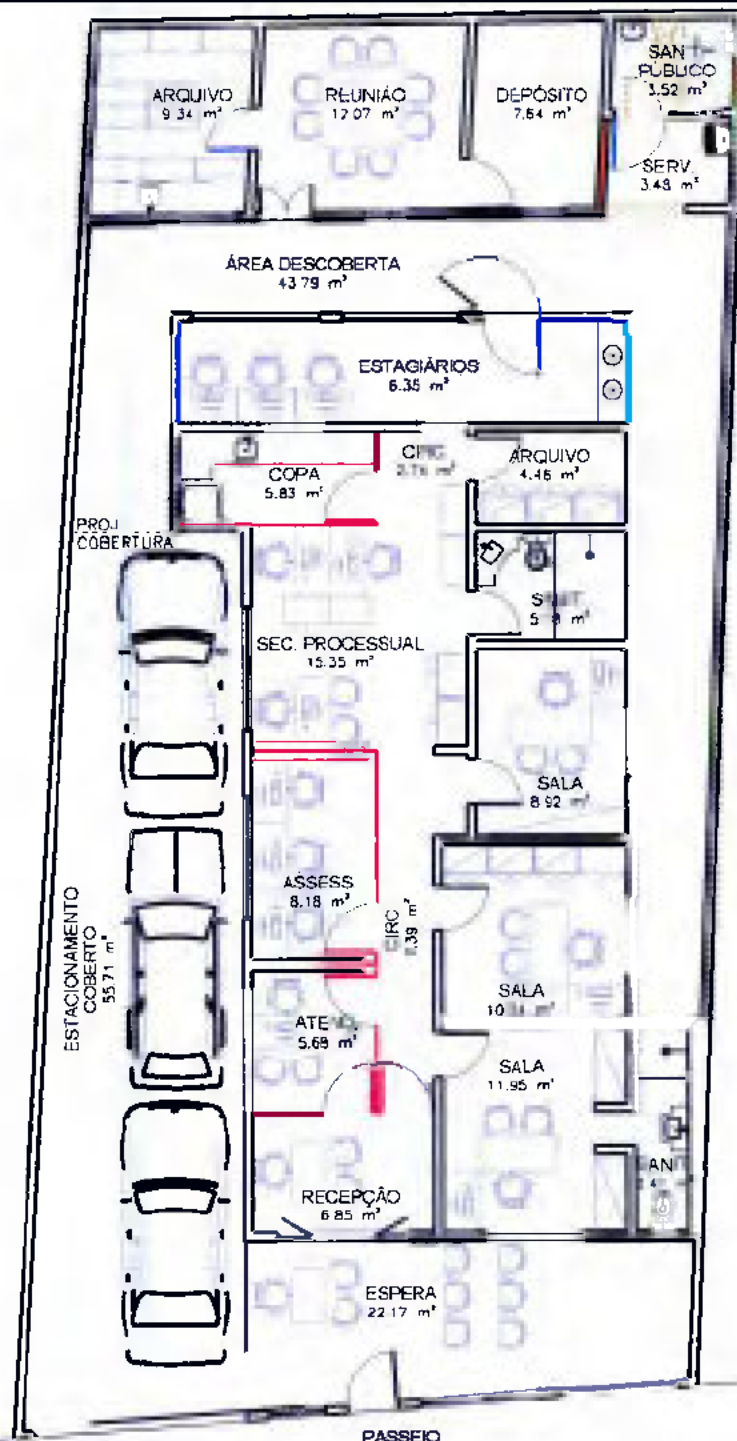 ARQUIVO
9.34 m²
REUNIÃO
12.07 m²
DEPÓSITO
7.64 m²
SAN
PÚBLICO
3.52 m²
SERV.
3.48 m²
ÁREA DESCOBERTA
43.79 m²
ESTAGIÁRIOS
6.35 m²
CIRC
COPA
5.83 m²
ARQUIVO
4.46 m²
PROJ
COBERTURA
SEC. PROCESSUAL
15.35 m²
SALA
8.92 m²
ASSESS
8.18 m²
CIRC
ESTACIONAMENTO
COBERTO
55.71 m²
SALA
ATEND.
5.68 m²
SALA
11.95 m²
RECEPÇÃO
6.85 m²
ESPERA
22.17 m²
PASSEIO